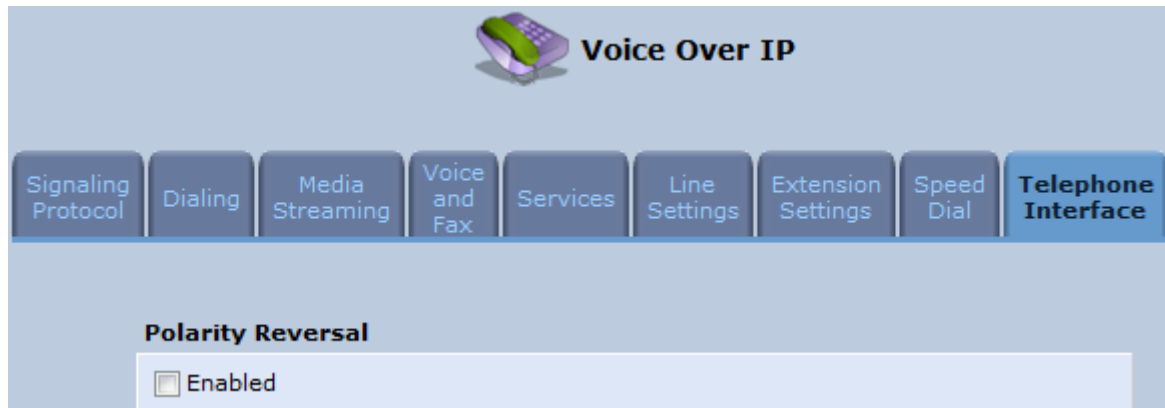 Voice Over IP
Signaling
Protocol
Dialing
Media
Streaming
Voice
and
Fax
Services
Line
Settings
Extension
Settings
Speed
Dial
Telephone
Interface
Polarity Reversal
Enabled